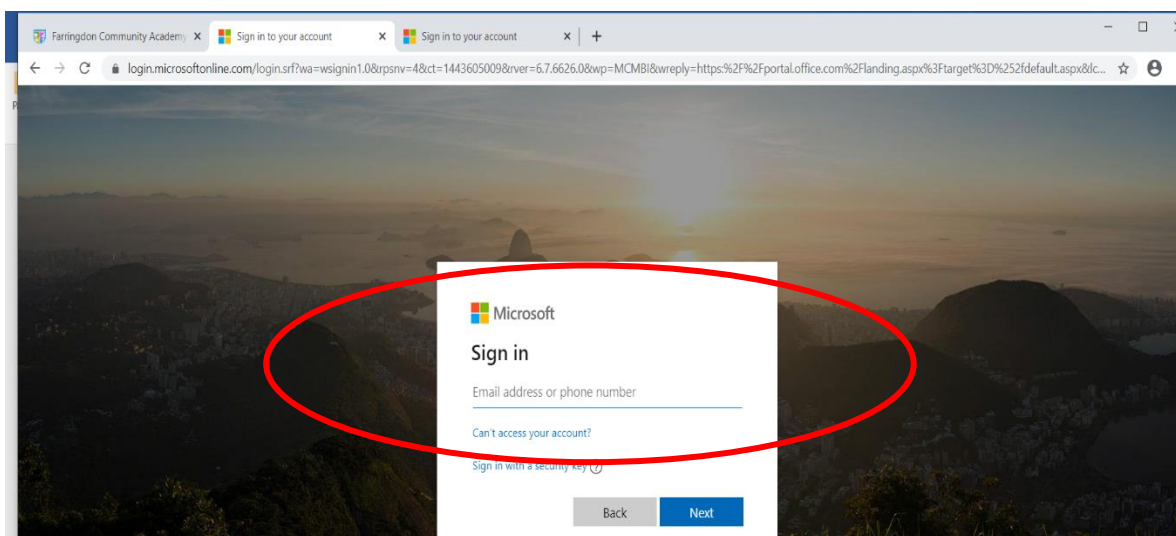 Farringdon Community Academy
Sign in to your account
Sign in to your account
login.microsoftonline.com/login.srf?wa=wsignin1.0&rpsnv=4&ct=1443605009&rver=6.7.6626.0&wp=MCMBI&wreply=https:%2F%2Fportal.office.com%2Flanding.aspx%3Ftarget%3D%252fdefault.aspx&lc...
P
Microsoft
Sign in
Email address or phone number
Can't access your account?
Sign in with a security key ?
Back
Next